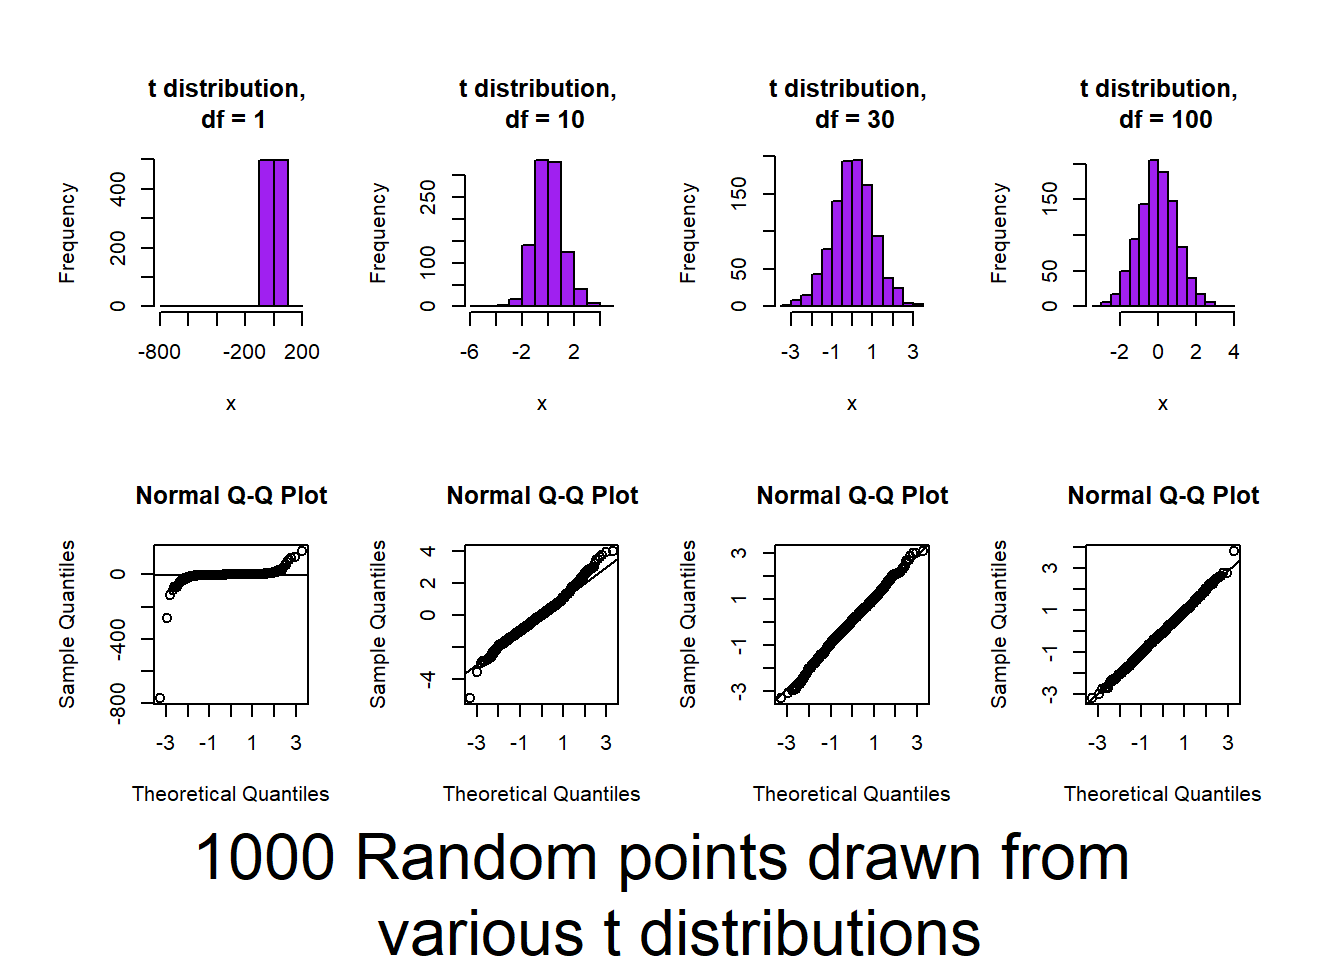 t distribution,
df = 1
t distribution,
df = 10
t distribution,
df = 30
t distribution,
df = 100
Frequency
0
200
400
-800
-200
200
x
Frequency
0
100
250
-6
-2
2
x
Frequency
0
50
150
-3
-1
1
3
x
Frequency
0
50
150
-2
0
2
4
x
Normal Q-Q Plot
Normal Q-Q Plot
Normal Q-Q Plot
Normal Q-Q Plot
Sample Quantiles
-800
-400
0
-3
-1
1
3
Theoretical Quantiles
Sample Quantiles
-4
0
2
4
-3
-1
1
3
Theoretical Quantiles
Sample Quantiles
-3
-1
1
3
-3
-1
1
3
Theoretical Quantiles
Sample Quantiles
-3
-1
1
3
-3
-1
1
3
Theoretical Quantiles
1000 Random points drawn from
various t distributions